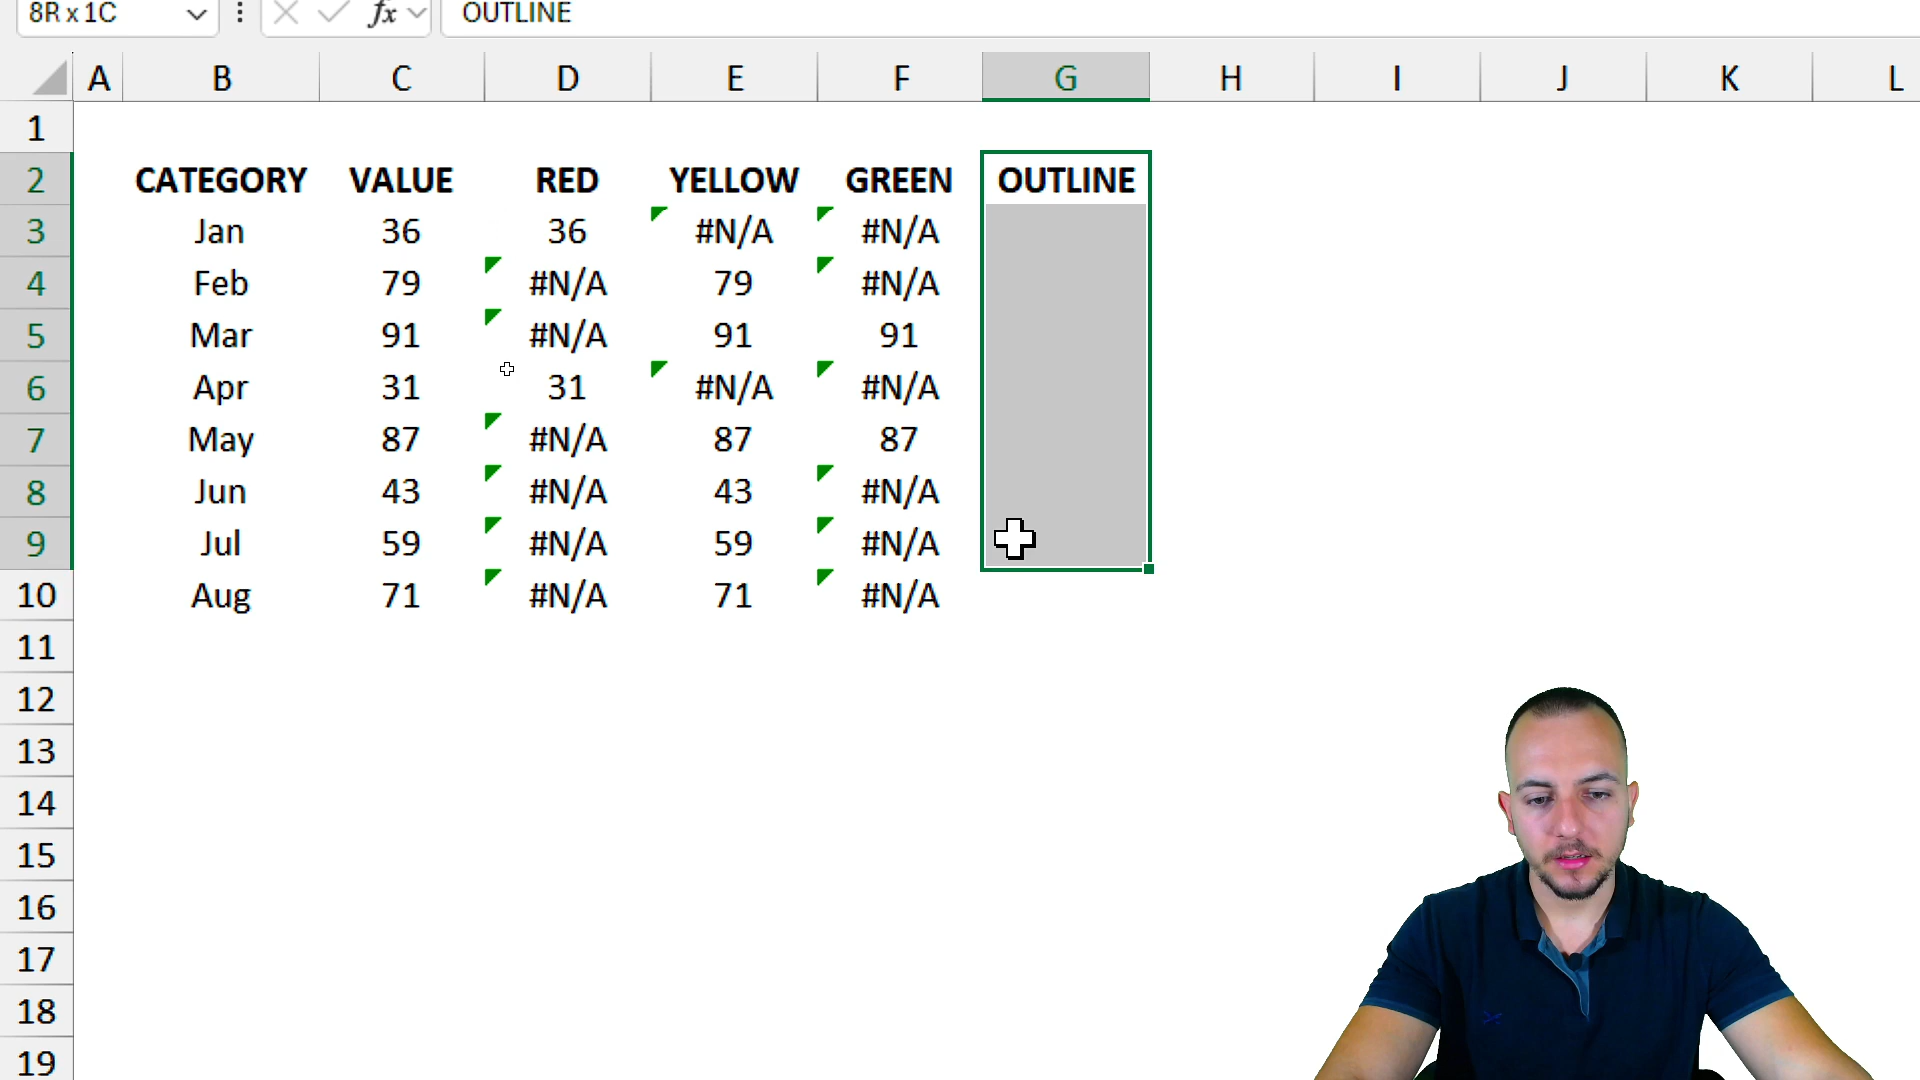 8R x 1C fx OUTLINE
A B C D E F G H I J K L
1
2 CATEGORY VALUE RED YELLOW GREEN OUTLINE
3 Jan 36 36 #N/A #N/A
4 Feb 79 #N/A 79 #N/A
5 Mar 91 #N/A 91 91
6 Apr 31 31 #N/A #N/A
7 May 87 #N/A 87 87
8 Jun 43 #N/A 43 #N/A
9 Jul 59 #N/A 59 #N/A
10 Aug 71 #N/A 71 #N/A
11
12
13
14
15
16
17
18
19